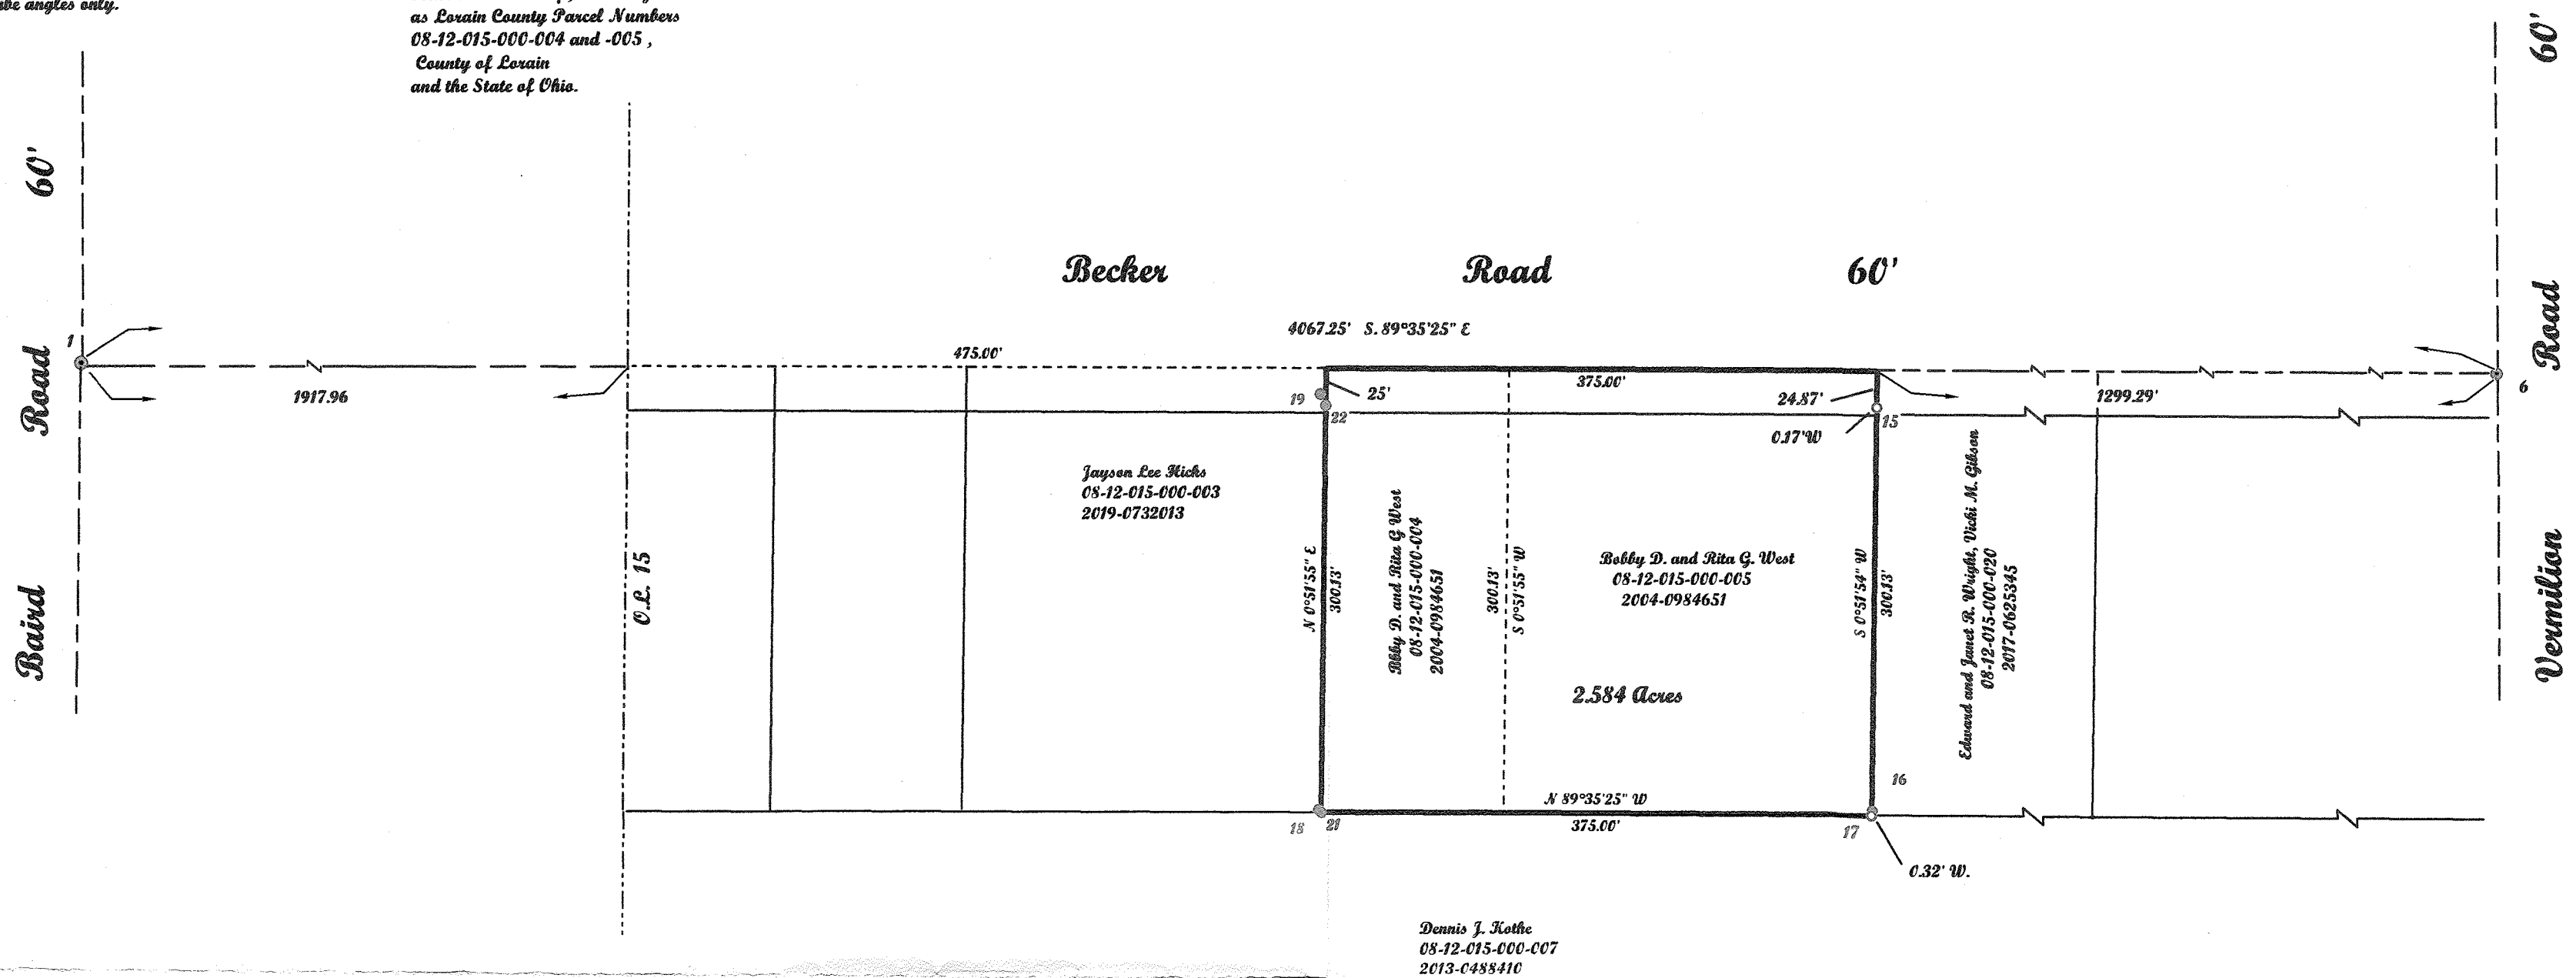 angles only.
as Lorain County Parcel Numbers
08-12-015-000-004 and -005 ,
County of Lorain
and the State of Ohio.
60'
60'
Becker Road 60'
4067.25' S. 89°35'25" E
1
475.00'
1917.96
375.00'
25'
19
22
24.87'
0.17'W
15
1299.29'
6
Baird Road
Vermilion Road
O.L. 15
Jayson Lee Hicks
08-12-015-000-003
2019-0732013
N 0°51'55" E
300.13'
Bbby D. and Rita G West
08-12-015-000-004
2004-0984651
300.13'
S 0°51'55" W
Bobby D. and Rita G. West
08-12-015-000-005
2004-0984651
2.584 Acres
S 0°51'54" W
300.13'
Edward and Janet R. Wright, Vicki M. Gibson
08-12-015-000-020
2017-0625345
16
N 89°35'25" W
375.00'
18
21
17
0.32' W.
Dennis J. Kothe
08-12-015-000-007
2013-0488410